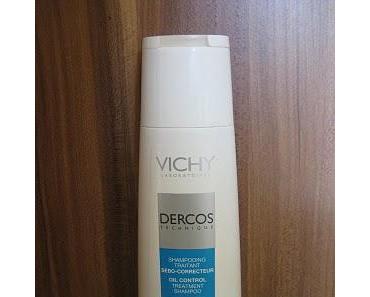 VICHY
LABORATOIRES
DERCOS
TECHNIQUE
SHAMPOOING
TRAITANT
SÉBO-CORRECTEUR
OIL CONTROL
TREATMENT
SHAMPOO